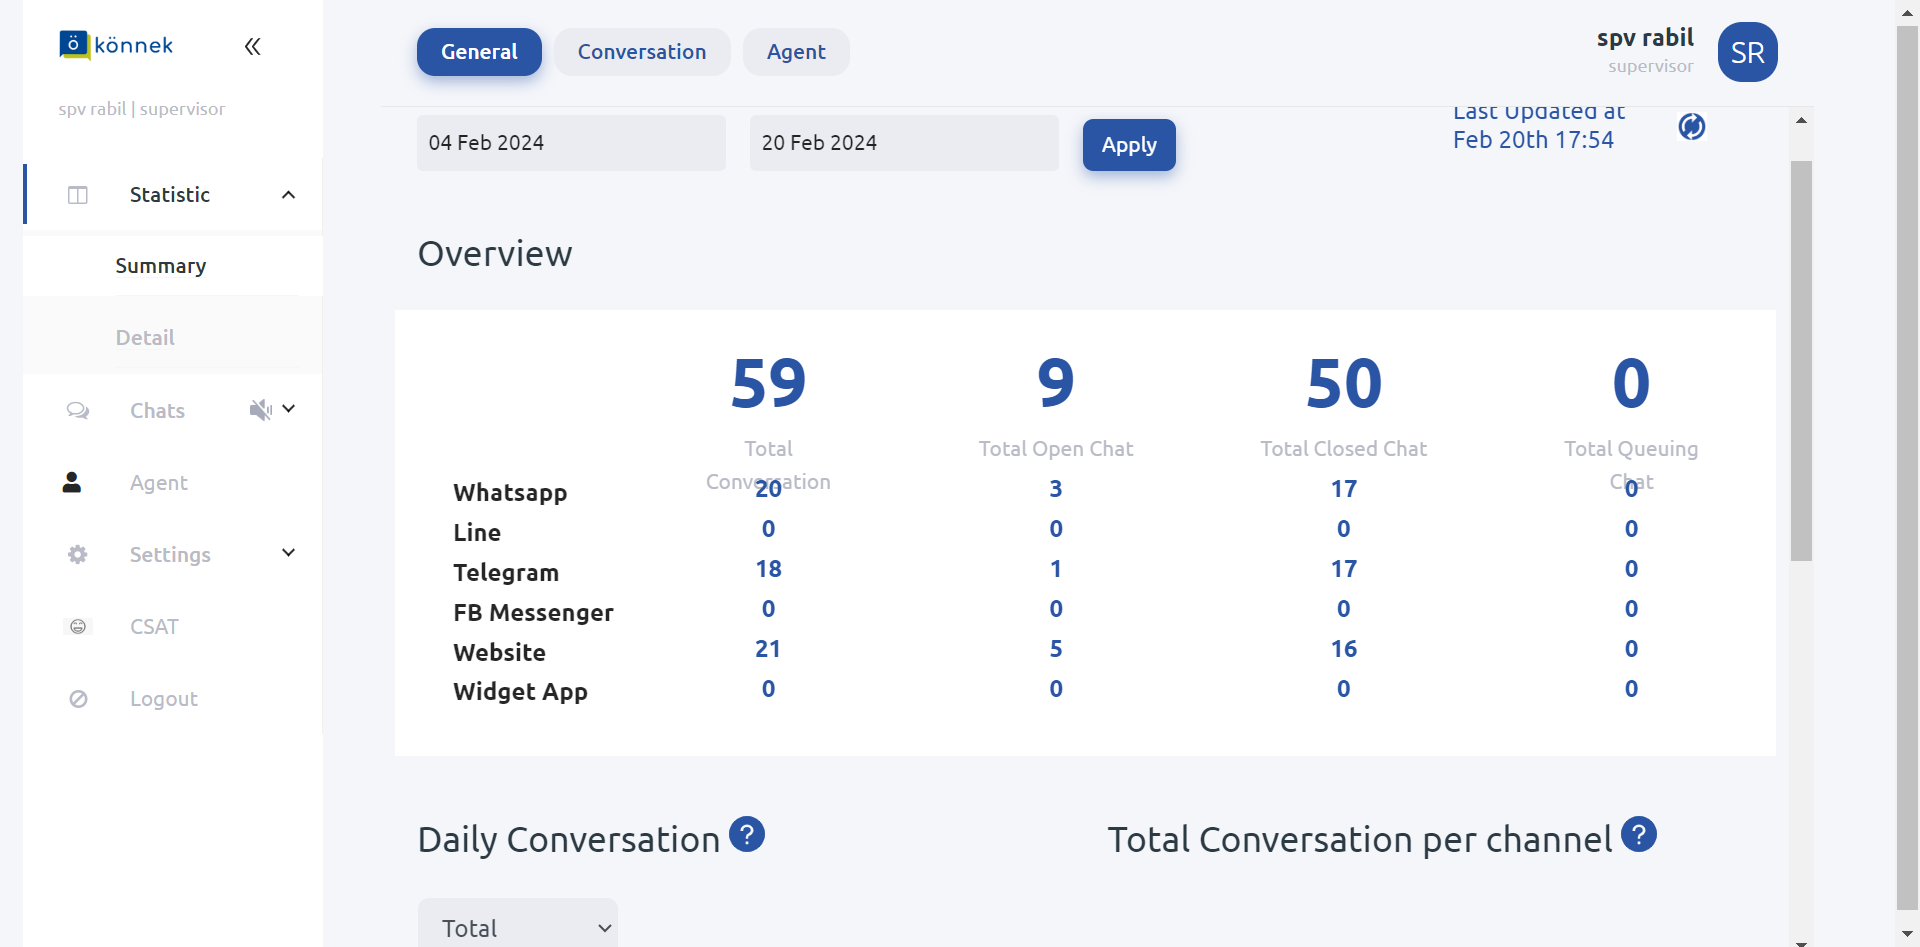 ö könnek
spv rabil | supervisor
Statistic
Summary
Detail
Chats
Agent
Settings
CSAT
Logout
General Conversation Agent
spv rabil
supervisor
SR
04 Feb 2024 20 Feb 2024 Apply
Last Updated at
Feb 20th 17:54
Overview
59 9 50 0
Total Conversation Total Open Chat Total Closed Chat Total Queuing Chat
Whatsapp 20 3 17 0
Line 0 0 0 0
Telegram 18 1 17 0
FB Messenger 0 0 0 0
Website 21 5 16 0
Widget App 0 0 0 0
Daily Conversation ?
Total Conversation per channel ?
Total